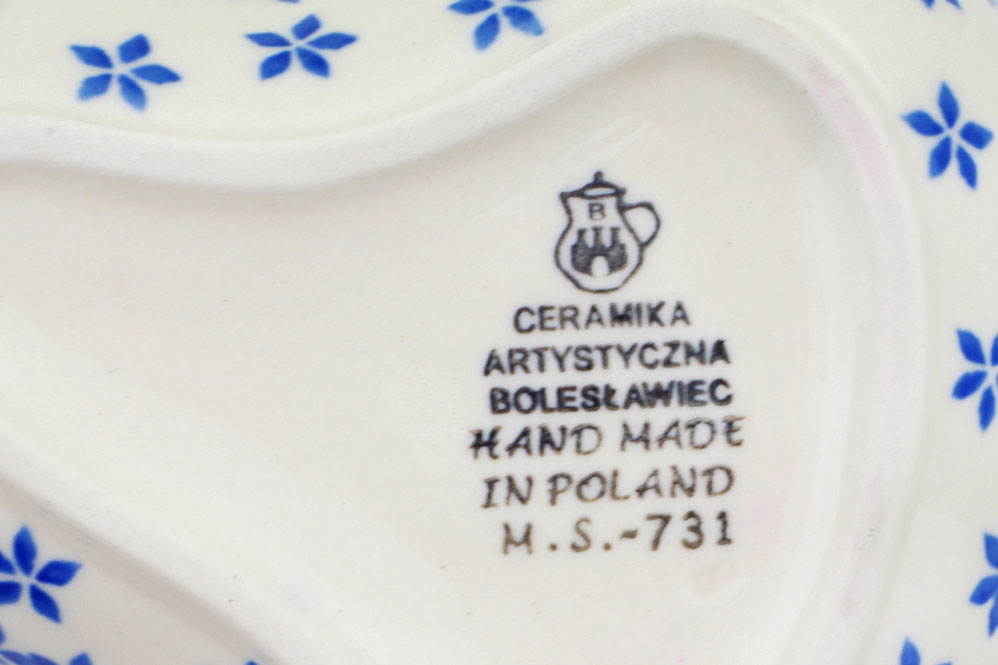 B
CERAMIKA
ARTYSTYCZNA
BOLESŁAWIEC
HAND MADE
IN POLAND
M.S.-731